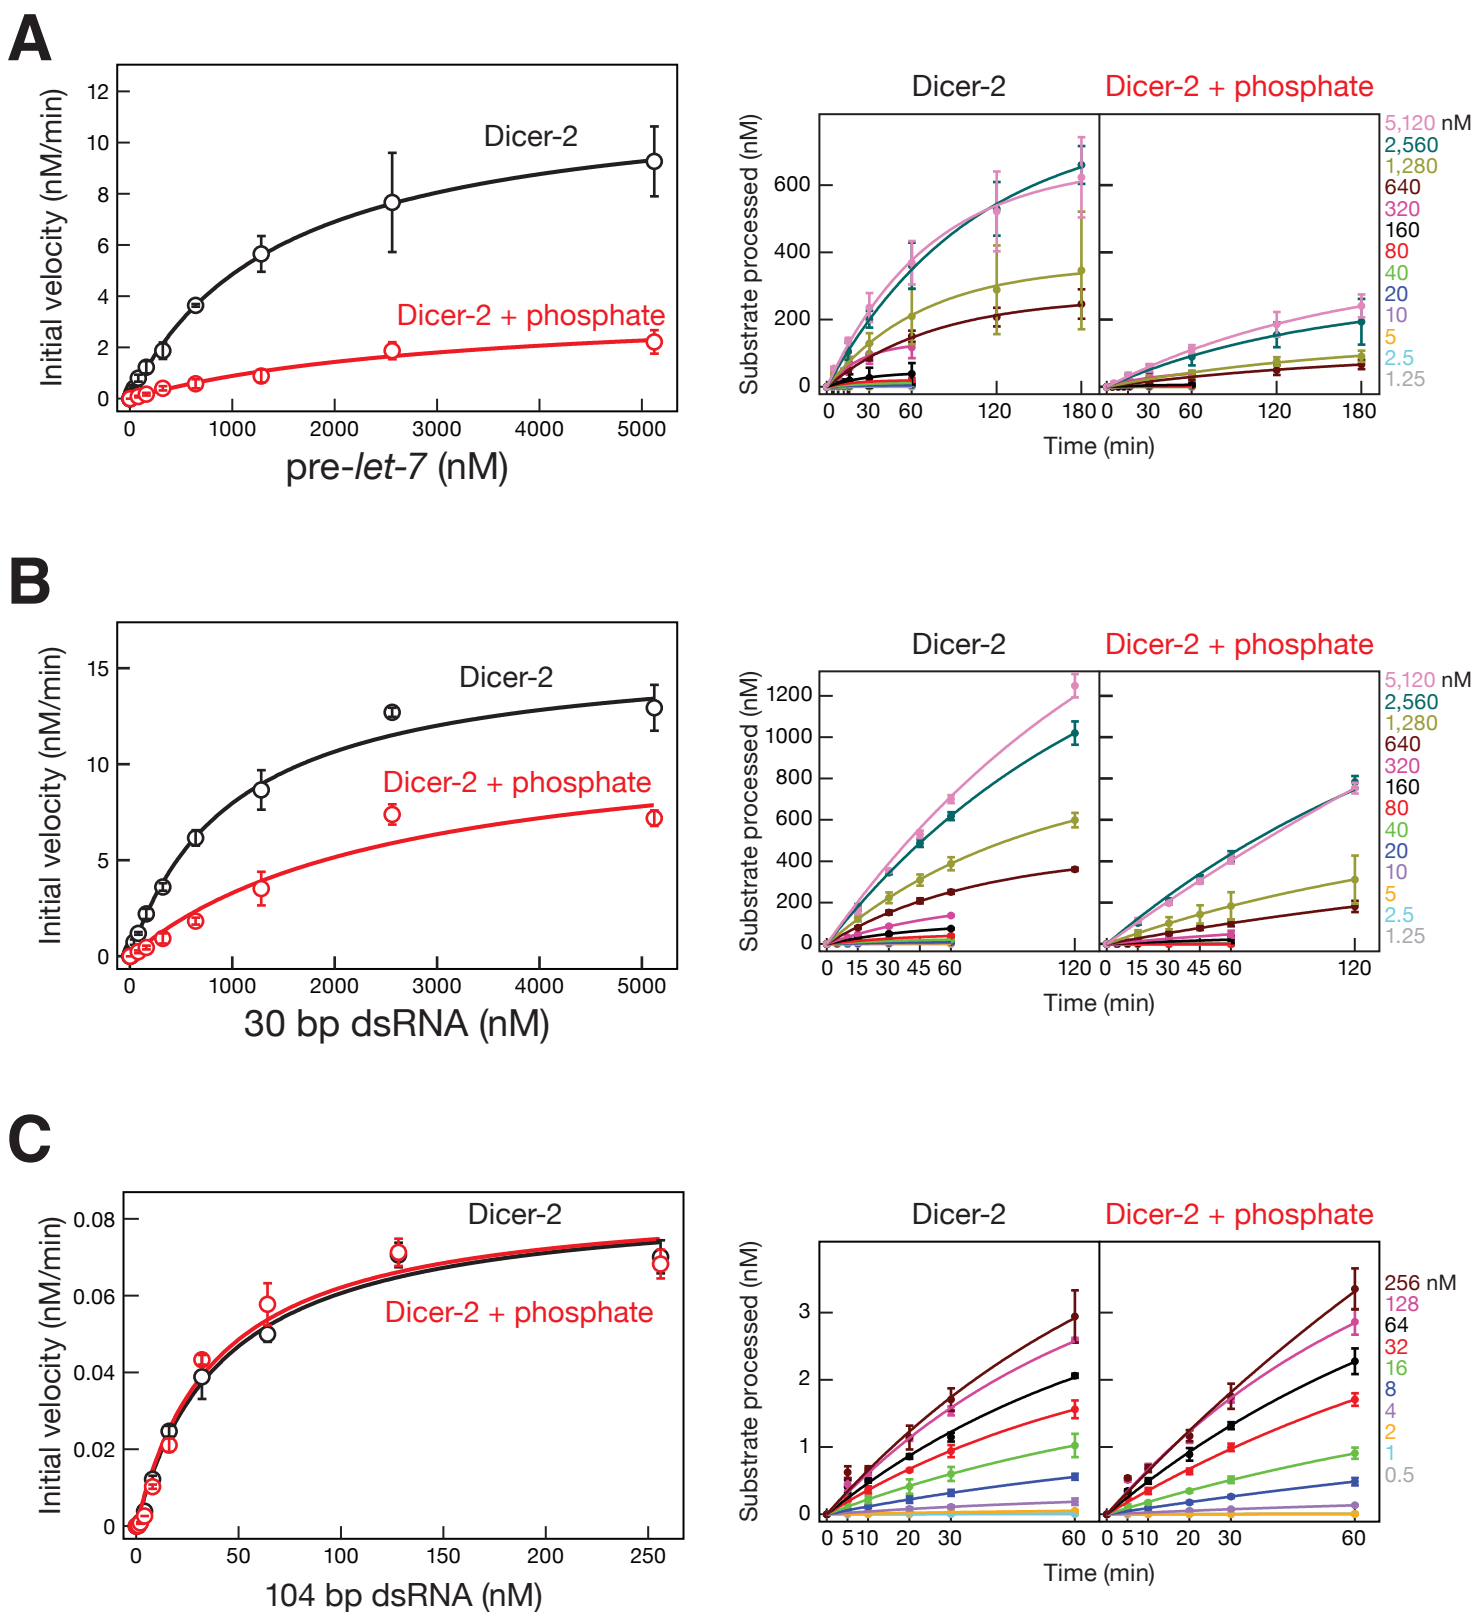 A
Initial velocity (nM/min)
12
10
8
6
4
2
0
Dicer-2
Dicer-2 + phosphate
0 1000 2000 3000 4000 5000
pre-let-7 (nM)
Dicer-2 Dicer-2 + phosphate
Substrate processed (nM)
600
400
200
0
0 30 60 120 180 0 30 60 120 180
Time (min)
5,120 nM
2,560
1,280
640
320
160
80
40
20
10
5
2.5
1.25
B
Initial velocity (nM/min)
15
10
5
0
Dicer-2
Dicer-2 + phosphate
0 1000 2000 3000 4000 5000
30 bp dsRNA (nM)
Dicer-2 Dicer-2 + phosphate
Substrate processed (nM)
1200
1000
800
600
400
200
0
0 15 30 45 60 120 0 15 30 45 60 120
Time (min)
5,120 nM
2,560
1,280
640
320
160
80
40
20
10
5
2.5
1.25
C
Initial velocity (nM/min)
0.08
0.06
0.04
0.02
0
Dicer-2
Dicer-2 + phosphate
0 50 100 150 200 250
104 bp dsRNA (nM)
Dicer-2 Dicer-2 + phosphate
Substrate processed (nM)
3
2
1
0
0 5 10 20 30 60 0 5 10 20 30 60
Time (min)
256 nM
128
64
32
16
8
4
2
1
0.5